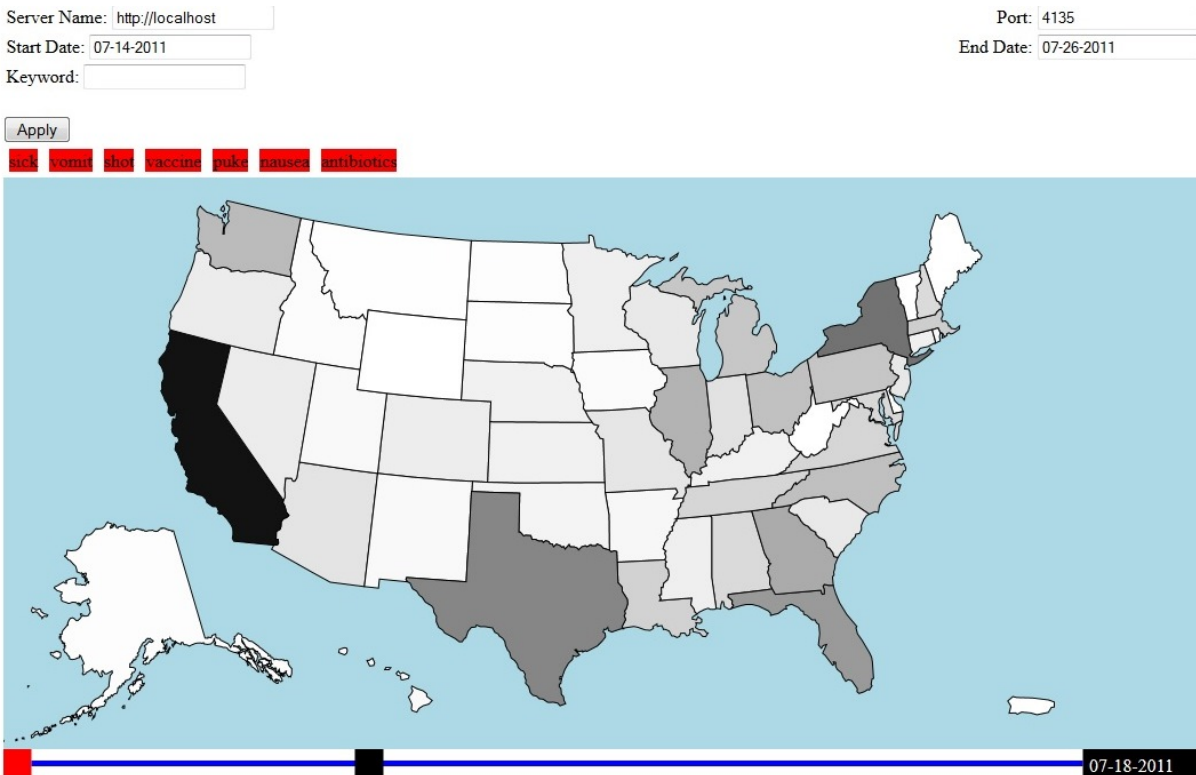 Server Name: http://localhost Port: 4135
Start Date: 07-14-2011 End Date: 07-26-2011
Keyword:
Apply
sick vomit shot vaccine puke nausea antibiotics
07-18-2011